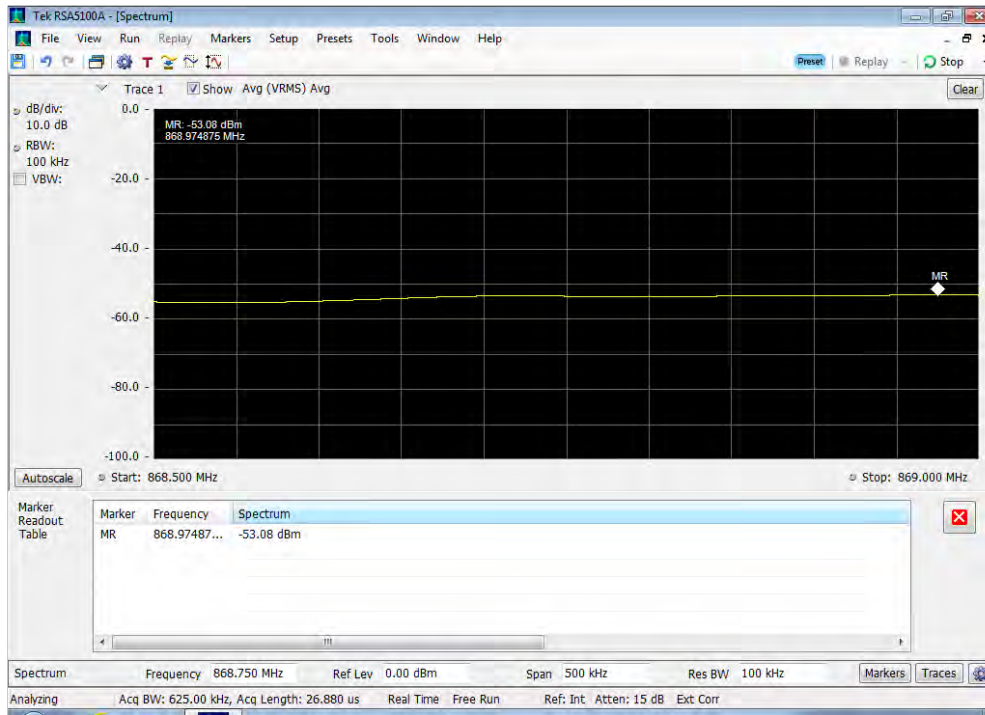 Tek RSA5100A - [Spectrum]
File View Run Replay Markers Setup Presets Tools Window Help
T Preset Replay Stop
Trace 1 Show Avg (VRMS) Avg Clear
dB/div:
10.0 dB
RBW:
100 kHz
VBW:
0.0
MR: -53.08 dBm
868.974875 MHz
-20.0
-40.0
MR
-60.0
-80.0
-100.0
Autoscale Start: 868.500 MHz Stop: 869.000 MHz
Marker
Readout
Table
Marker Frequency Spectrum
MR 868.97487... -53.08 dBm
Spectrum Frequency 868.750 MHz Ref Lev 0.00 dBm Span 500 kHz Res BW 100 kHz Markers Traces
Analyzing Acq BW: 625.00 kHz, Acq Length: 26.880 us Real Time Free Run Ref: Int Atten: 15 dB Ext Corr